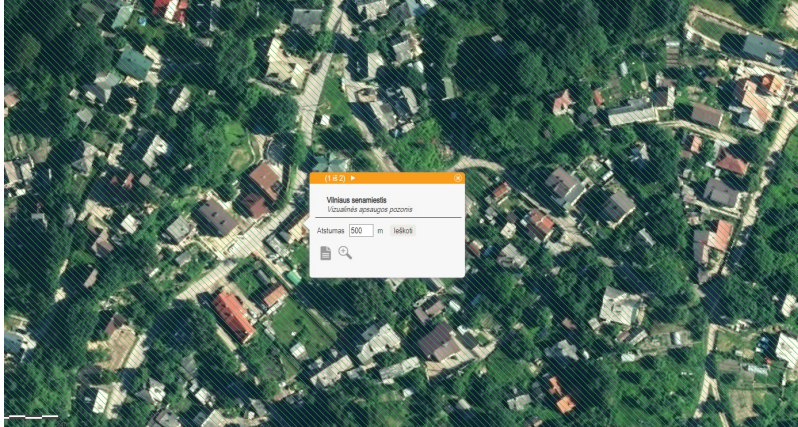 (1 iš 2)
Vilniaus senamiestis
Vizualinės apsaugos pozonis
Atstumas 500 m Ieškoti